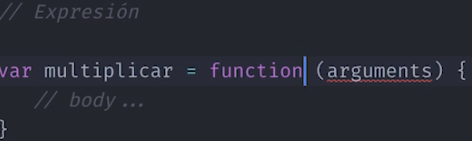 // Expresión
var multiplicar = function (arguments) {
// body...
}